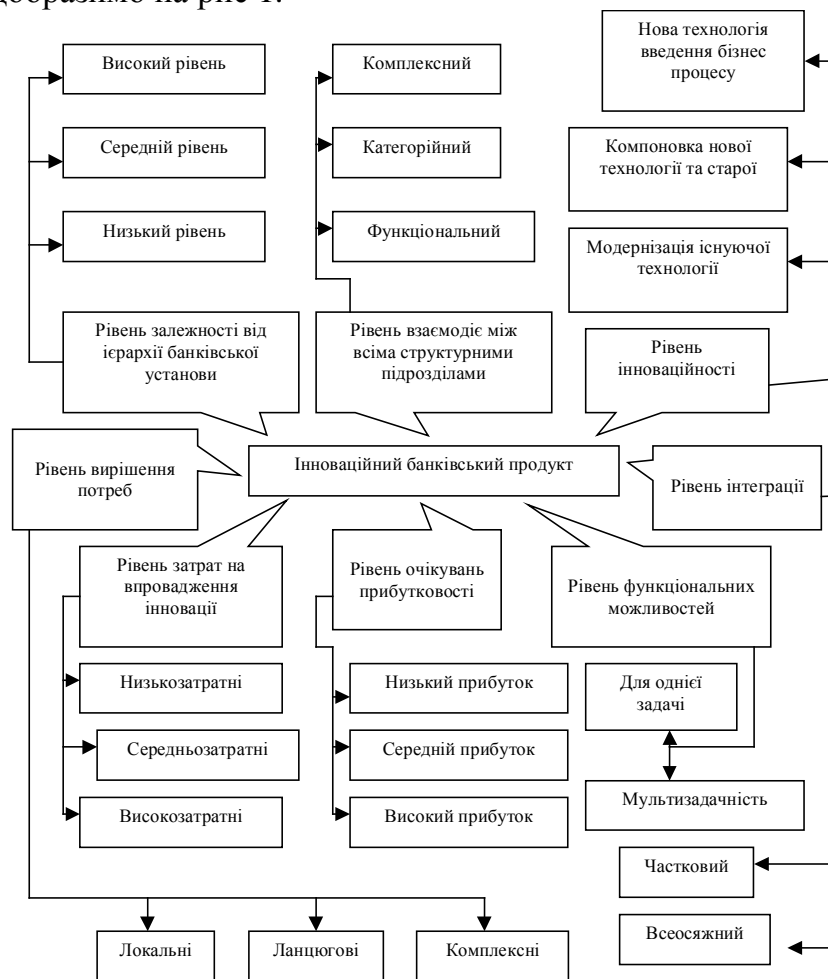 на рис 1.
Високий рівень
Середній рівень
Низький рівень
Рівень залежності від
ієрархії банківської
установи
Комплексний
Категорійний
Функціональний
Рівень взаємодіє між
всіма структурними
підрозділами
Нова технологія
введення бізнес
процесу
Компоновка нової
технології та старої
Модернізація існуючої
технології
Рівень
інноваційності
Рівень вирішення
потреб
Інноваційний банківський продукт
Рівень інтеграції
Рівень затрат на
впровадження
інновації
Рівень очікувань
прибутковості
Рівень функціональних
можливостей
Низькозатратні
Середньозатратні
Високозатратні
Низький прибуток
Середній прибуток
Високий прибуток
Для однієї
задачі
Мультизадачність
Частковий
Всеосяжний
Локальні
Ланцюгові
Комплексні